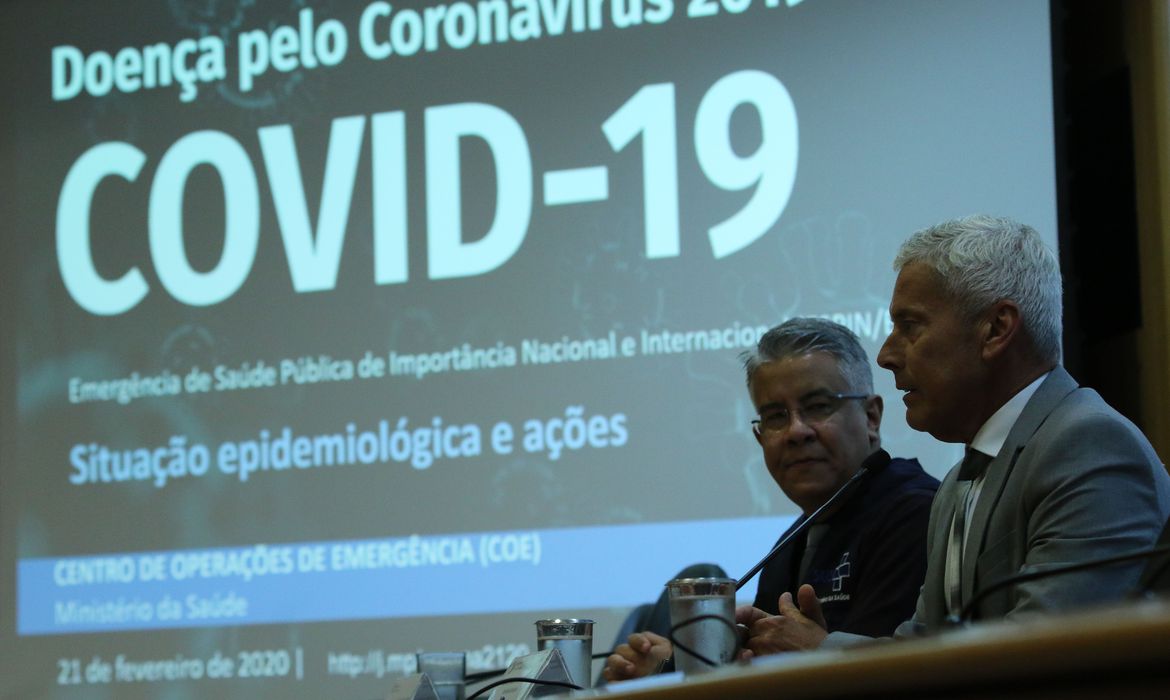 Doença pelo Coronavírus 2019
COVID-19
Emergência de Saúde Pública de Importância Nacional e Internacional
Situação epidemiológica e ações
CENTRO DE OPERAÇÕES DE EMERGÊNCIA (COE)
Ministério da Saúde
21 de fevereiro de 2020 |